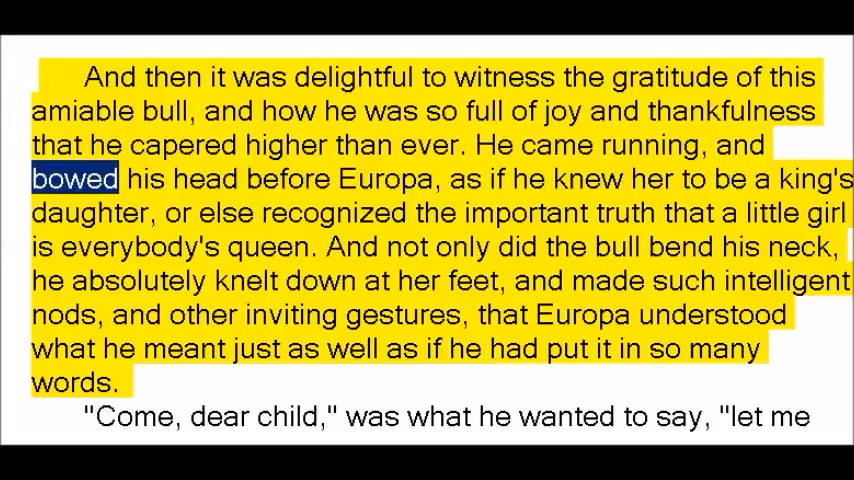 And then it was delightful to witness the gratitude of this
amiable bull, and how he was so full of joy and thankfulness
that he capered higher than ever. He came running, and
bowed his head before Europa, as if he knew her to be a king's
daughter, or else recognized the important truth that a little girl
is everybody's queen. And not only did the bull bend his neck,
he absolutely knelt down at her feet, and made such intelligent
nods, and other inviting gestures, that Europa understood
what he meant just as well as if he had put it in so many
words.
"Come, dear child," was what he wanted to say, "let me